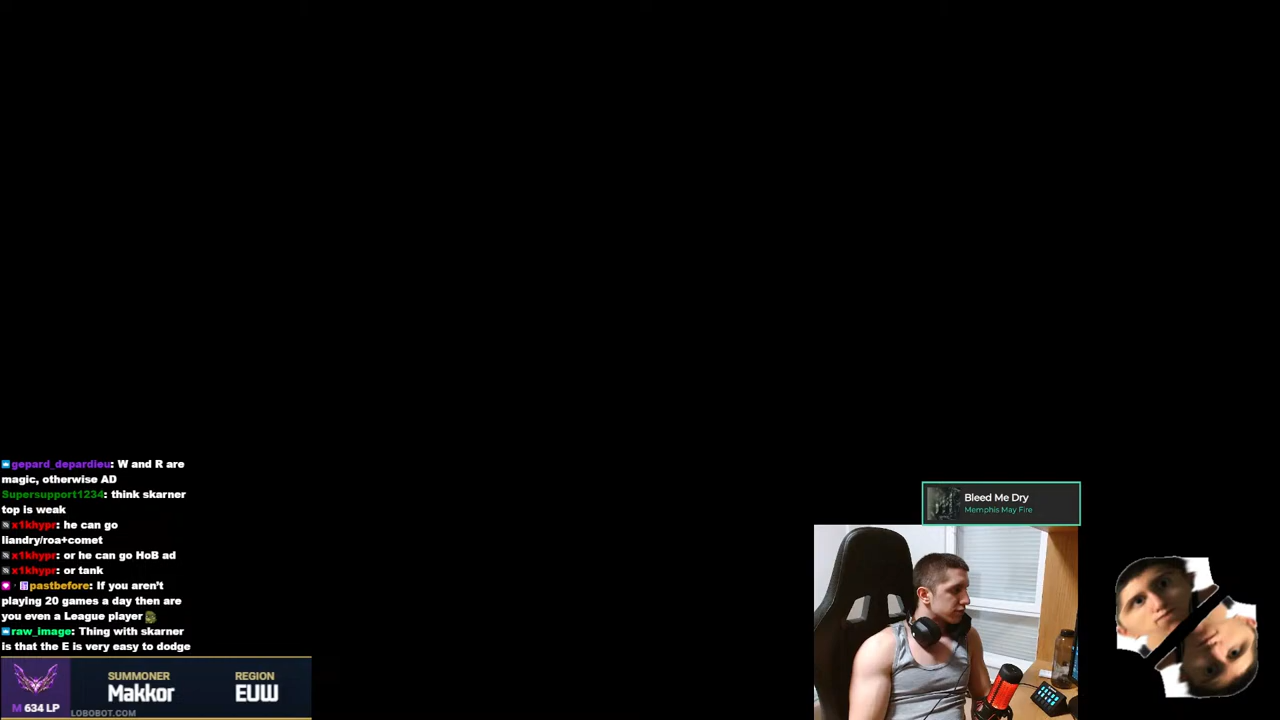 gepard_depardieu: W and R are
magic, otherwise AD
Supersupport1234: think skarner
top is weak
x1khypr: he can go
liandry/roa+comet
x1khypr: or he can go HoB ad
x1khypr: or tank
pastbefore: If you aren't
playing 20 games a day then are
you even a League player
raw_image: Thing with skarner
is that the E is very easy to dodge
Bleed Me Dry
Memphis May Fire
SUMMONER
Makkor
REGION
EUW
M 634 LP
LOBOBOT.COM